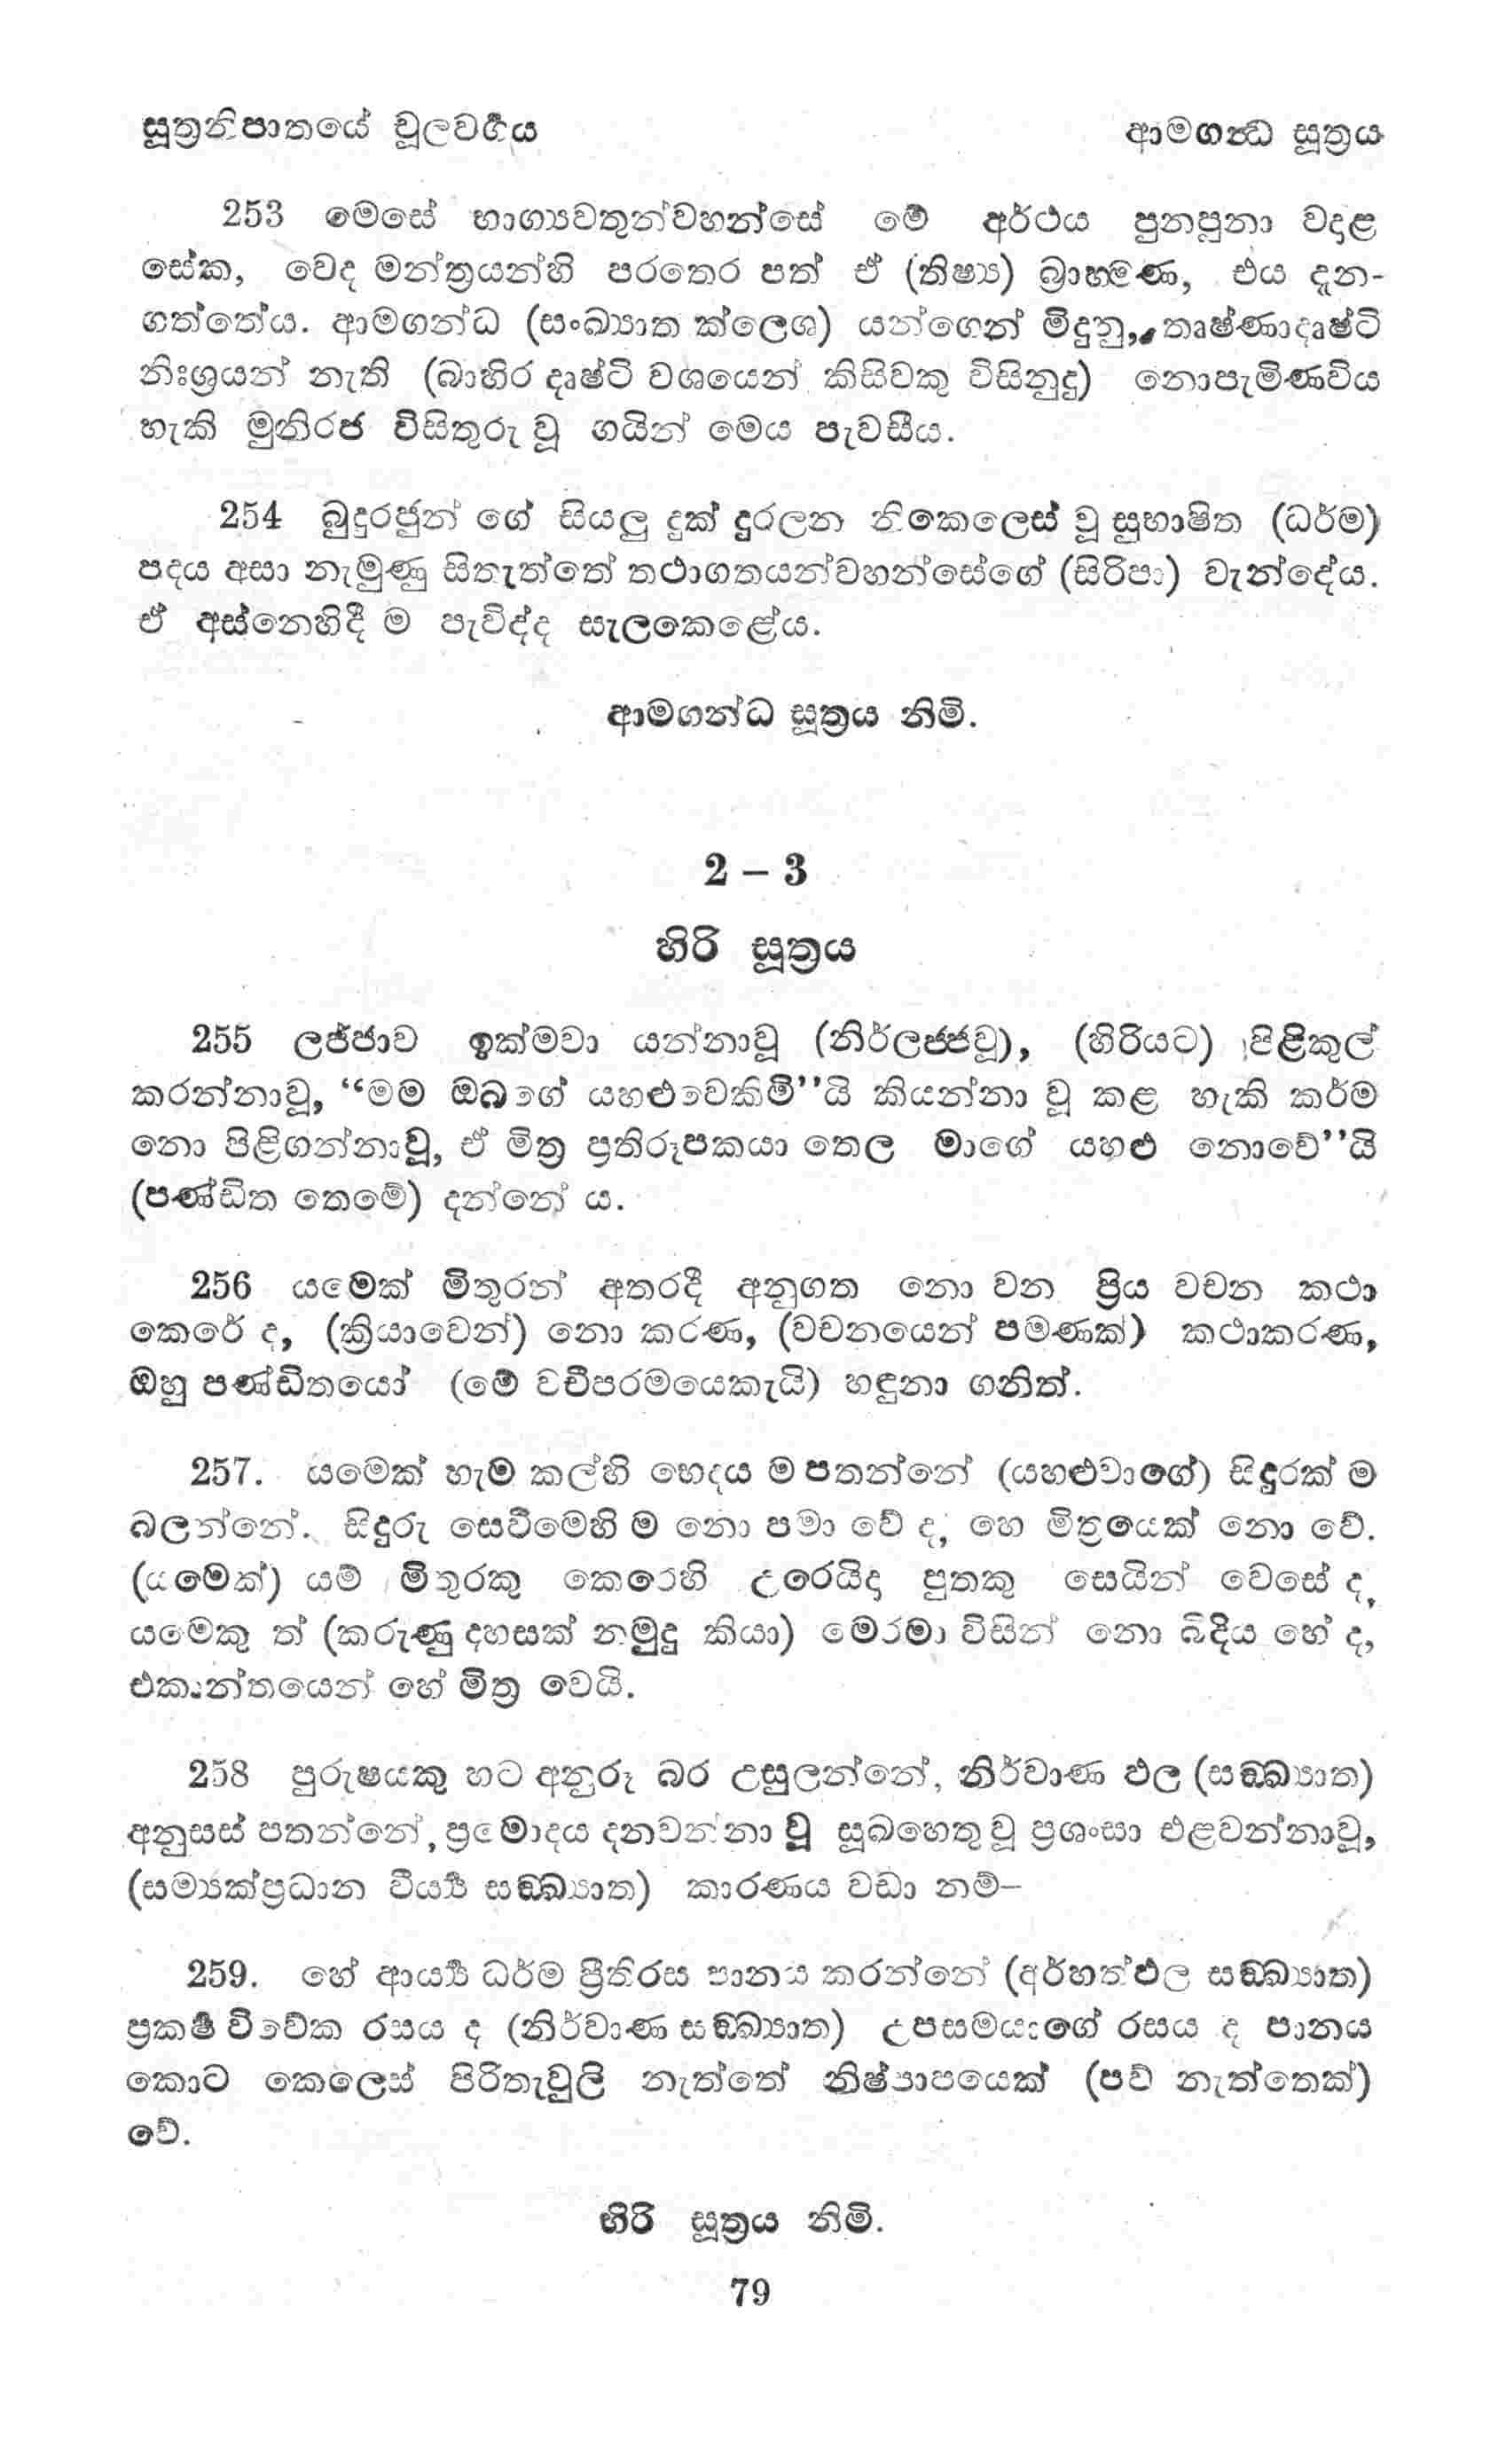 සූත්‍රනිපාතයේ චූලවර්‍ගය ආමගන්‍ධ සූත්‍රය
253 මෙසේ භාග්‍යවතුන්වහන්සේ මේ අර්ථය පුනපුනා වදාළ
සේක, වෙද මන්ත්‍රයන්හි පරතෙර පත් ඒ (තිෂ්‍ය) බ්‍රාහ්මණ, එය දැන-
ගත්තේය. ආමගන්ධ (සංඛ්‍යාත ක්ලෙශ) යන්ගෙන් මිදුනු, තෘෂ්ණාදෘෂ්ටි
නිඃශ්‍රයන් නැති (බාහිර දෘෂ්ටි වශයෙන් කිසිවකු විසිනුදු) නොපැමිණවිය
හැකි මුනිරජ විසිතුරු වූ ගයින් මෙය පැවසීය.
254 බුදුරජුන් ගේ සියලු දුක් දුරලන නිකෙලෙස් වූ සුභාෂිත (ධර්ම)
පදය අසා නැමුණු සිතැත්තේ තථාගතයන්වහන්සේගේ (සිරිපා) වැන්දේය.
ඒ අස්නෙහිදී ම පැවිද්ද සැලකෙළේය.
ආමගන්ධ සූත්‍රය නිමි.
2 – 3
හිරි සූත්‍රය
255 ලජ්ජාව ඉක්මවා යන්නාවූ (නිර්ලජ්ජවූ), (හිරියට) පිළිකුල්
කරන්නාවූ, “මම ඔබගේ යහළුවෙකිමි”යි කියන්නා වූ කළ හැකි කර්ම
නො පිළිගන්නාවූ, ඒ මිත්‍ර ප්‍රතිරූපකයා තෙල මාගේ යහළු නොවේ”යි
(පණ්ඩිත තෙමේ) දන්නේ ය.
256 යමෙක් මිතුරන් අතරදී අනුගත නො වන ප්‍රිය වචන කථා
කෙරේ ද, (ක්‍රියාවෙන්) නො කරණ, (වචනයෙන් පමණක්) කථාකරණ,
ඔහු පණ්ඩිතයෝ (මේ වචීපරමයෙකැයි) හඳුනා ගනිත්.
257. යමෙක් හැම කල්හි භෙදය ම පතන්නේ (යහළුවාගේ) සිදුරක් ම
බලන්නේ. සිදුරු සෙවීමෙහි ම නො පමා වේ ද, හෙ මිත්‍රයෙක් නො වේ.
(යමෙක්) යම් මිතුරකු කෙරෙහි උරෙයිදා පුතකු සෙයින් වෙසේ ද,
යමෙකු ත් (කරුණු දහසක් නමුදු කියා) මෙරමා විසින් නො බිදිය හේ ද,
එකාන්තයෙන් හේ මිත්‍ර වෙයි.
258 පුරුෂයකු හට අනුරූ බර උසුලන්නේ, නිර්වාණ ඵල (සඞ්ඛ්‍යාත)
අනුසස් පතන්නේ, ප්‍රමොදය දනවන්නා වූ සුඛහෙතු වූ ප්‍රශංසා එළවන්නාවූ,
(සම්‍යක්ප්‍රධාන වීර්‍ය්‍ය සඞ්ඛ්‍යාත) කාරණය වඩා නම්–
259. හේ ආර්‍ය්‍ය ධර්ම ප්‍රීතිරස පානය කරන්නේ (අර්හත්ඵල සඞ්ඛ්‍යාත)
ප්‍රකර්‍ෂ විවේක රසය ද (නිර්වාණ සඞ්ඛ්‍යාත) උපසමයාගේ රසය ද පානය
කොට කෙලෙස් පිරිතැවුලි නැත්තේ නිෂ්පාපයෙක් (පව් නැත්තෙක්)
වේ.
හිරි සූත්‍රය නිමි.
79